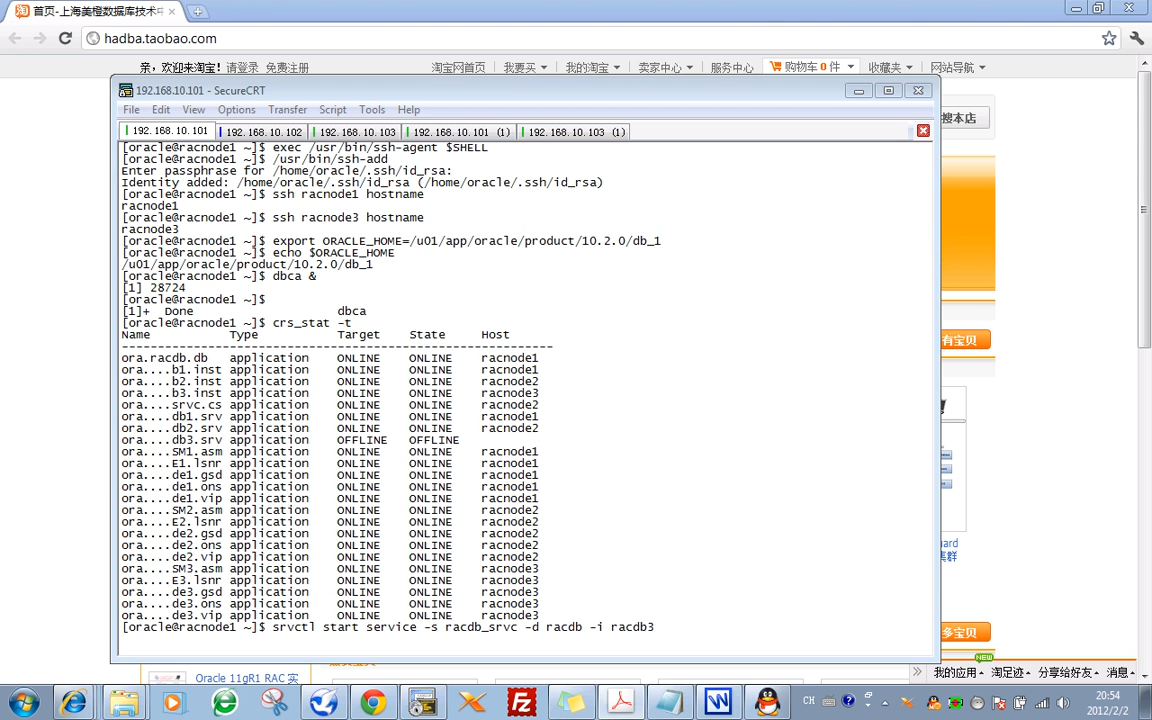 首页-上海美橙数据库技术中
hadba.taobao.com
亲，欢迎来淘宝！请登录 免费注册
淘宝网首页 我要买 我的淘宝 卖家中心 服务中心 购物车0件 收藏夹 网站导航
192.168.10.101 - SecureCRT
File Edit View Options Transfer Script Tools Help
搜本店
192.168.10.101 192.168.10.102 192.168.10.103 192.168.10.101 (1) 192.168.10.103 (1)
[oracle@racnode1 ~]$ exec /usr/bin/ssh-agent $SHELL
[oracle@racnode1 ~]$ /usr/bin/ssh-add
Enter passphrase for /home/oracle/.ssh/id_rsa:
Identity added: /home/oracle/.ssh/id_rsa (/home/oracle/.ssh/id_rsa)
[oracle@racnode1 ~]$ ssh racnode1 hostname
racnode1
[oracle@racnode1 ~]$ ssh racnode3 hostname
racnode3
[oracle@racnode1 ~]$ export ORACLE_HOME=/u01/app/oracle/product/10.2.0/db_1
[oracle@racnode1 ~]$ echo $ORACLE_HOME
/u01/app/oracle/product/10.2.0/db_1
[oracle@racnode1 ~]$ dbca &
[1] 28724
[oracle@racnode1 ~]$
[1]+  Done                    dbca
[oracle@racnode1 ~]$ crs_stat -t
Name           Type           Target    State     Host
------------------------------------------------------------
ora.racdb.db   application    ONLINE    ONLINE    racnode1
ora....b1.inst application    ONLINE    ONLINE    racnode1
ora....b2.inst application    ONLINE    ONLINE    racnode2
ora....b3.inst application    ONLINE    ONLINE    racnode3
ora....srvc.cs application    ONLINE    ONLINE    racnode2
ora....db1.srv application    ONLINE    ONLINE    racnode1
ora....db2.srv application    ONLINE    ONLINE    racnode2
ora....db3.srv application    OFFLINE   OFFLINE
ora....SM1.asm application    ONLINE    ONLINE    racnode1
ora....E1.lsnr application    ONLINE    ONLINE    racnode1
ora....de1.gsd application    ONLINE    ONLINE    racnode1
ora....de1.ons application    ONLINE    ONLINE    racnode1
ora....de1.vip application    ONLINE    ONLINE    racnode1
ora....SM2.asm application    ONLINE    ONLINE    racnode2
ora....E2.lsnr application    ONLINE    ONLINE    racnode2
ora....de2.gsd application    ONLINE    ONLINE    racnode2
ora....de2.ons application    ONLINE    ONLINE    racnode2
ora....de2.vip application    ONLINE    ONLINE    racnode2
ora....SM3.asm application    ONLINE    ONLINE    racnode3
ora....E3.lsnr application    ONLINE    ONLINE    racnode3
ora....de3.gsd application    ONLINE    ONLINE    racnode3
ora....de3.ons application    ONLINE    ONLINE    racnode3
ora....de3.vip application    ONLINE    ONLINE    racnode3
[oracle@racnode1 ~]$ srvctl start service -s racdb_srvc -d racdb -i racdb3
有宝贝
uard
集群
多宝贝
NEW
Oracle 11gR1 RAC 实
我的应用 淘足迹 分享给好友 消息
CH
20:54
2012/2/2